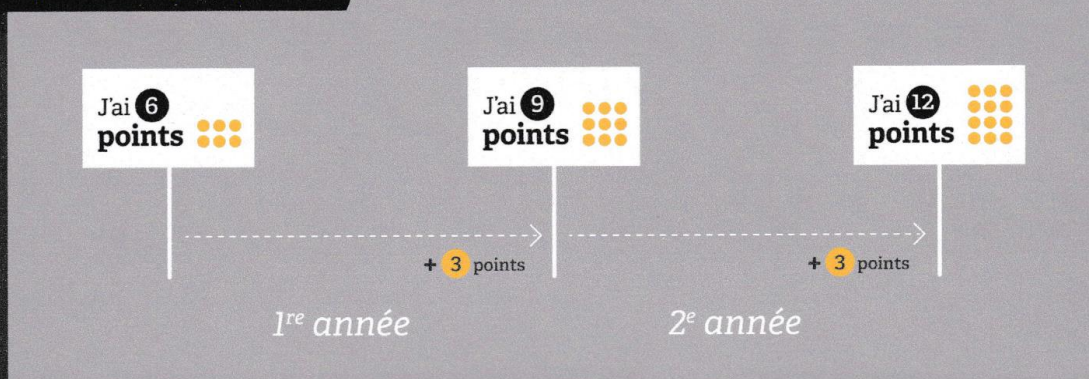 J'ai 6
points
J'ai 9
points
J'ai 12
points
+ 3 points
+ 3 points
1re année
2e année